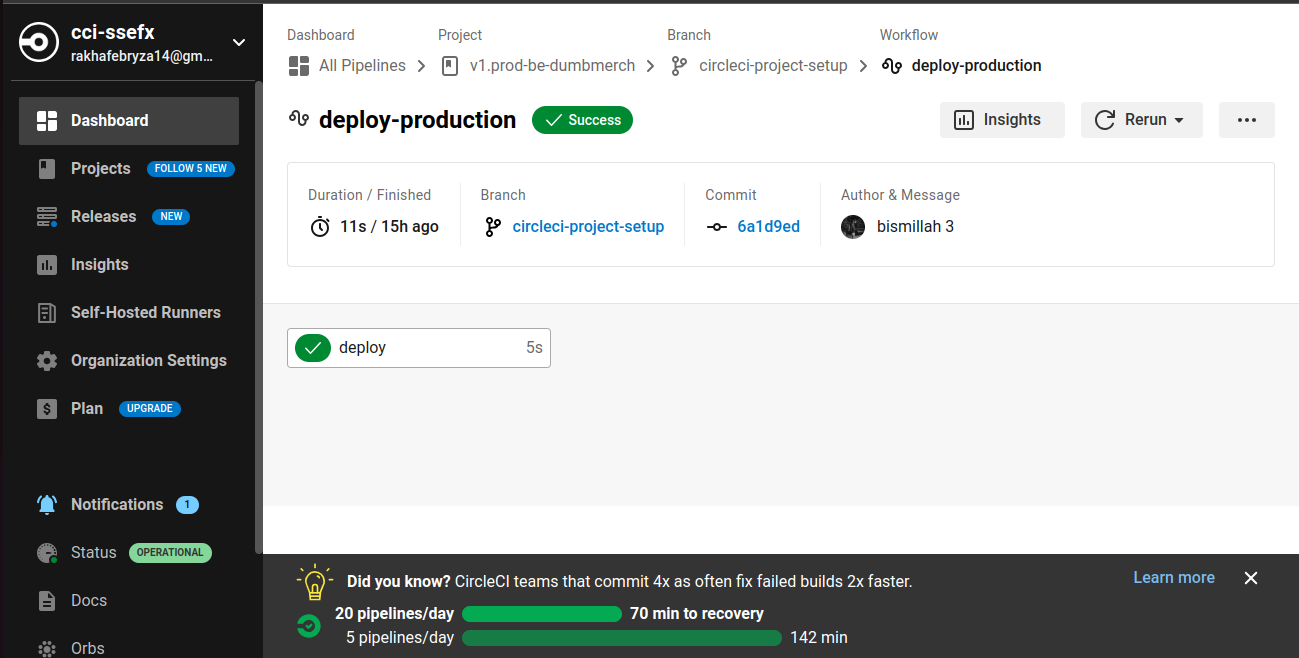 cci-ssefx
rakhafebryza14@gm...
Dashboard
Projects FOLLOW 5 NEW
Releases NEW
Insights
Self-Hosted Runners
Organization Settings
Plan UPGRADE
Notifications 1
Status OPERATIONAL
Docs
Orbs
Dashboard Project Branch Workflow
All Pipelines v1.prod-be-dumbmerch circleci-project-setup deploy-production
deploy-production Success Insights Rerun
Duration / Finished Branch Commit Author & Message
11s / 15h ago circleci-project-setup 6a1d9ed bismillah 3
deploy 5s
Did you know? CircleCI teams that commit 4x as often fix failed builds 2x faster. Learn more
20 pipelines/day 70 min to recovery
5 pipelines/day 142 min